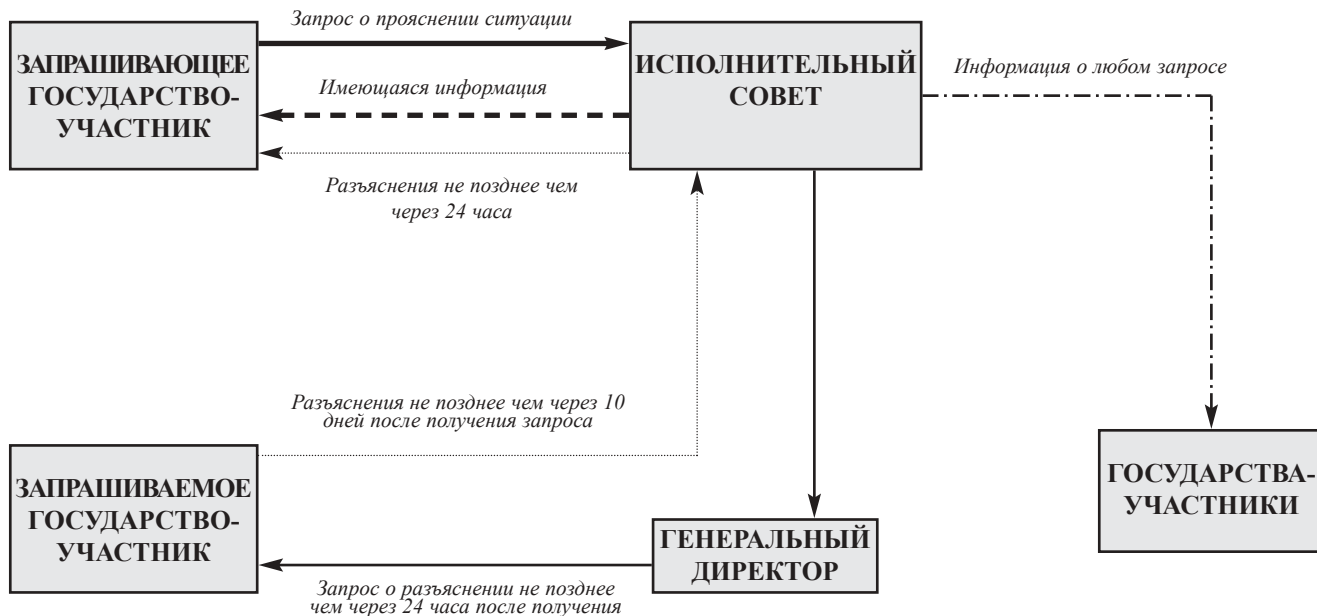 Запрос о прояснении ситуации
ЗАПРАШИВАЮЩЕЕ
ГОСУДАРСТВО-
УЧАСТНИК
ИСПОЛНИТЕЛЬНЫЙ
СОВЕТ
Информация о любом запросе
Имеющаяся информация
Разъяснения не позднее чем
через 24 часа
Разъяснения не позднее чем через 10
дней после получения запроса
ЗАПРАШИВАЕМОЕ
ГОСУДАРСТВО-
УЧАСТНИК
ГОСУДАРСТВА-
УЧАСТНИКИ
ГЕНЕРАЛЬНЫЙ
ДИРЕКТОР
Запрос о разъяснении не позднее
чем через 24 часа после получения